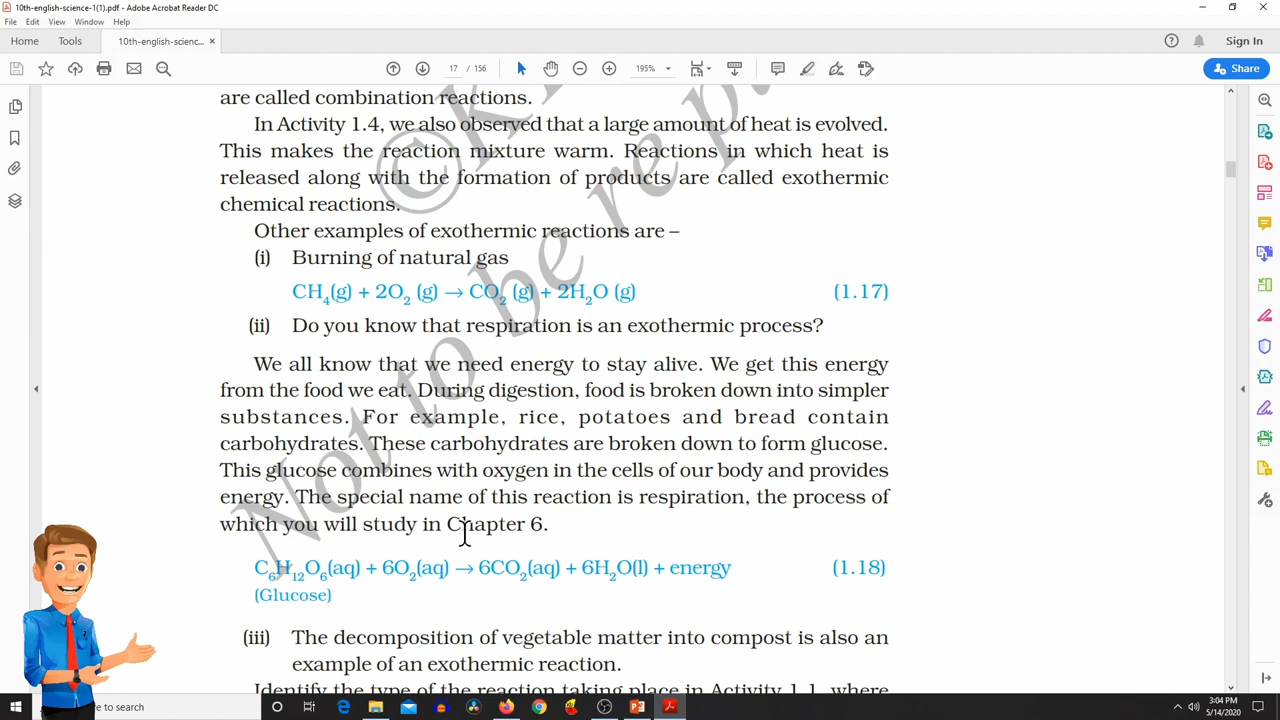 10th-english-science-1(1).pdf - Adobe Acrobat Reader DC
File Edit View Window Help
Home Tools 10th-english-scienc... × Sign In
17 / 156 195% Share
are called combination reactions.
In Activity 1.4, we also observed that a large amount of heat is evolved.
This makes the reaction mixture warm. Reactions in which heat is
released along with the formation of products are called exothermic
chemical reactions.
Other examples of exothermic reactions are –
(i) Burning of natural gas
CH₄(g) + 2O₂ (g) → CO₂ (g) + 2H₂O (g) (1.17)
(ii) Do you know that respiration is an exothermic process?
We all know that we need energy to stay alive. We get this energy
from the food we eat. During digestion, food is broken down into simpler
substances. For example, rice, potatoes and bread contain
carbohydrates. These carbohydrates are broken down to form glucose.
This glucose combines with oxygen in the cells of our body and provides
energy. The special name of this reaction is respiration, the process of
which you will study in Chapter 6.
C₆H₁₂O₆(aq) + 6O₂(aq) → 6CO₂(aq) + 6H₂O(l) + energy (1.18)
(Glucose)
(iii) The decomposition of vegetable matter into compost is also an
example of an exothermic reaction.
Identify the type of the reaction taking place in Activity 1.1, where
Not to be re
e to search
3:04 PM
5/14/2020